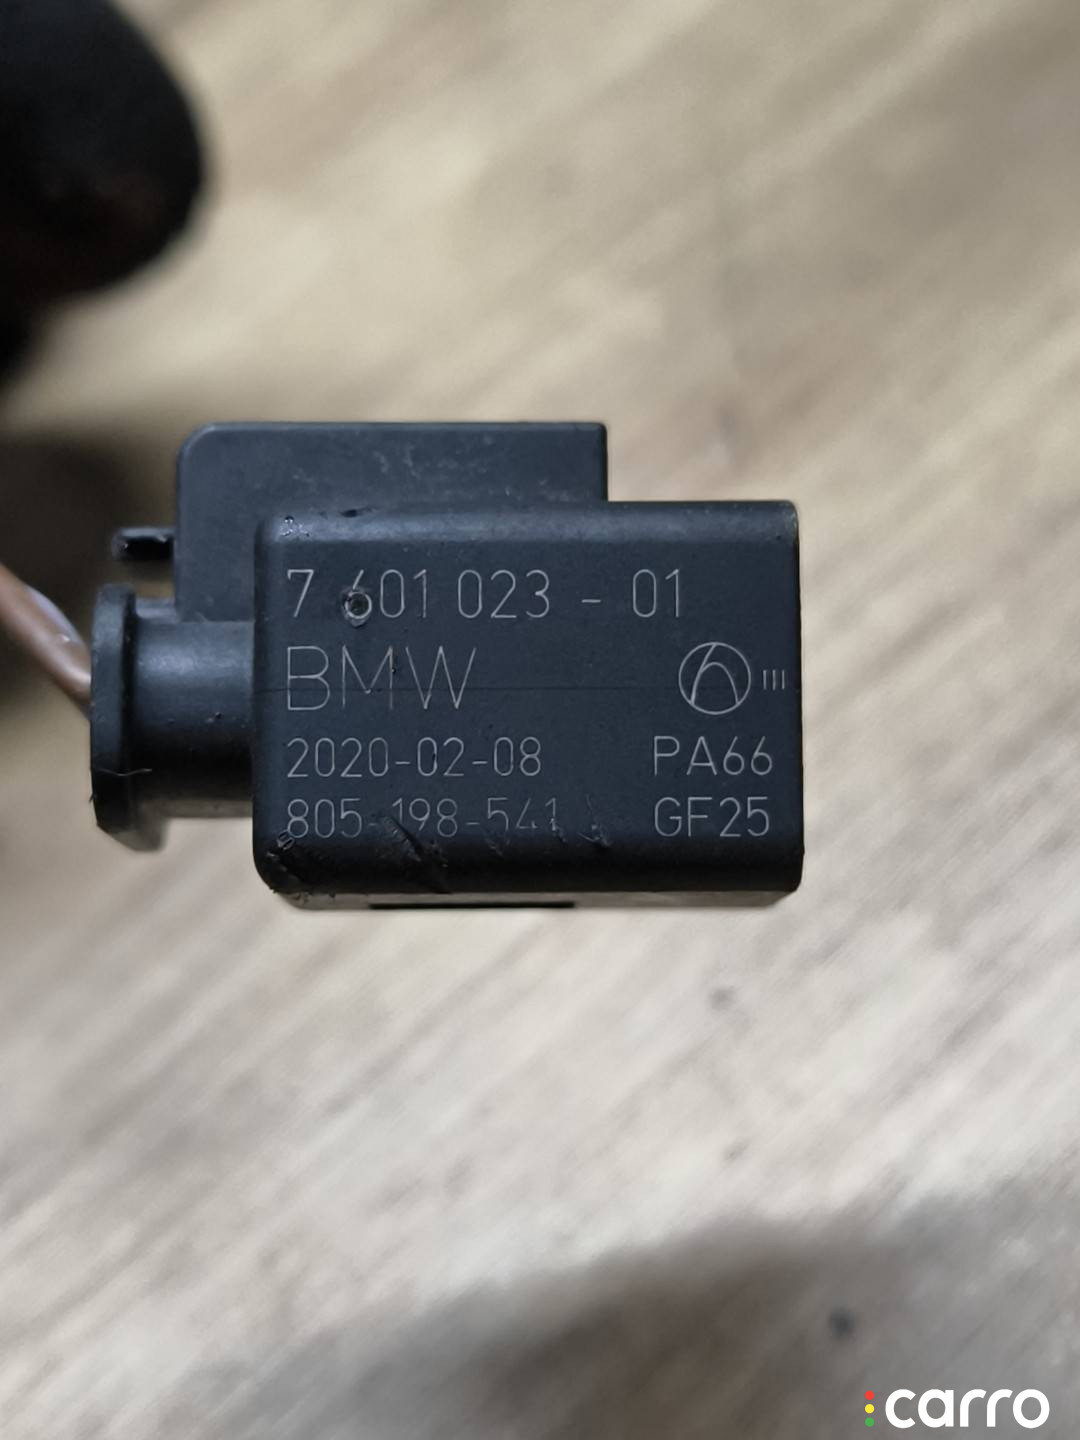 7 601 023 - 01
BMW
2020-02-08 PA66
805-198-541 GF25
carro